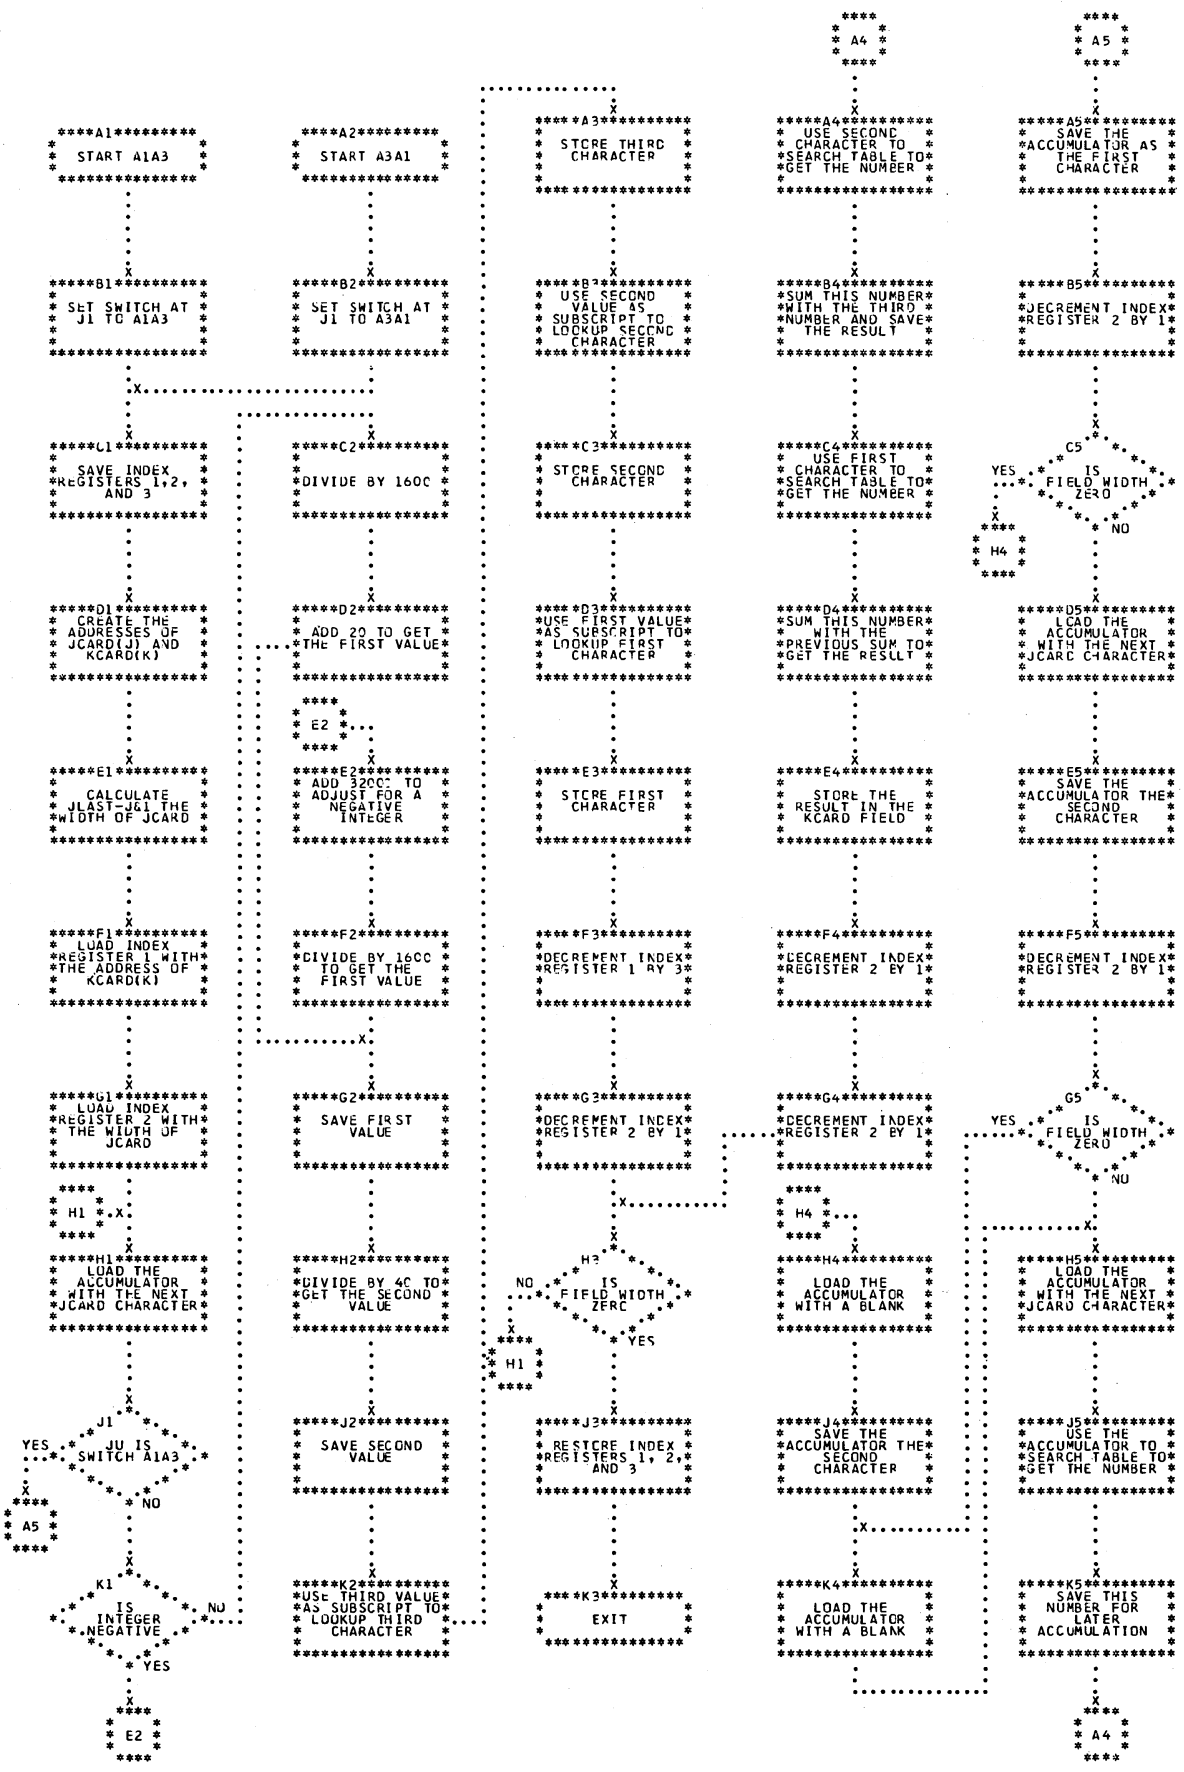 A4
A5
A1
START A1A3
B1
SET SWITCH AT
J1 TO A1A3
C1
SAVE INDEX
REGISTERS 1,2,
AND 3
D1
CREATE THE
ADDRESSES OF
JCARD(J) AND
KCARD(K)
E1
CALCULATE
JLAST-J&1 THE
WIDTH OF JCARD
F1
LOAD INDEX
REGISTER 1 WITH
THE ADDRESS OF
KCARD(K)
G1
LOAD INDEX
REGISTER 2 WITH
THE WIDTH OF
JCARD
H1
H1
LOAD THE
ACCUMULATOR
WITH THE NEXT
JCARD CHARACTER
J1
JU IS
SWITCH A1A3
YES
NO
A5
K1
IS
INTEGER
NEGATIVE
NO
YES
E2
A2
START A3A1
B2
SET SWITCH AT
J1 TO A3A1
C2
DIVIDE BY 1600
D2
ADD 20 TO GET
THE FIRST VALUE
E2
E2
ADD 32000 TO
ADJUST FOR A
NEGATIVE
INTEGER
F2
DIVIDE BY 1600
TO GET THE
FIRST VALUE
G2
SAVE FIRST
VALUE
H2
DIVIDE BY 40 TO
GET THE SECOND
VALUE
J2
SAVE SECOND
VALUE
K2
USE THIRD VALUE
AS SUBSCRIPT TO
LOOKUP THIRD
CHARACTER
A3
STORE THIRD
CHARACTER
B3
USE SECOND
VALUE AS
SUBSCRIPT TO
LOOKUP SECOND
CHARACTER
C3
STORE SECOND
CHARACTER
D3
USE FIRST VALUE
AS SUBSCRIPT TO
LOOKUP FIRST
CHARACTER
E3
STORE FIRST
CHARACTER
F3
DECREMENT INDEX
REGISTER 1 BY 3
G3
DECREMENT INDEX
REGISTER 2 BY 1
H3
IS
FIELD WIDTH
ZERO
NO
YES
H1
J3
RESTORE INDEX
REGISTERS 1, 2,
AND 3
K3
EXIT
A4
USE SECOND
CHARACTER TO
SEARCH TABLE TO
GET THE NUMBER
B4
SUM THIS NUMBER
WITH THE THIRD
NUMBER AND SAVE
THE RESULT
C4
USE FIRST
CHARACTER TO
SEARCH TABLE TO
GET THE NUMBER
D4
SUM THIS NUMBER
WITH THE
PREVIOUS SUM TO
GET THE RESULT
E4
STORE THE
RESULT IN THE
KCARD FIELD
F4
DECREMENT INDEX
REGISTER 2 BY 1
G4
DECREMENT INDEX
REGISTER 2 BY 1
H4
H4
LOAD THE
ACCUMULATOR
WITH A BLANK
J4
SAVE THE
ACCUMULATOR THE
SECOND
CHARACTER
K4
LOAD THE
ACCUMULATOR
WITH A BLANK
A5
SAVE THE
ACCUMULATOR AS
THE FIRST
CHARACTER
B5
DECREMENT INDEX
REGISTER 2 BY 1
C5
IS
FIELD WIDTH
ZERO
YES
NO
H4
D5
LOAD THE
ACCUMULATOR
WITH THE NEXT
JCARD CHARACTER
E5
SAVE THE
ACCUMULATOR THE
SECOND
CHARACTER
F5
DECREMENT INDEX
REGISTER 2 BY 1
G5
IS
FIELD WIDTH
ZERO
YES
NO
H5
LOAD THE
ACCUMULATOR
WITH THE NEXT
JCARD CHARACTER
J5
USE THE
ACCUMULATOR TO
SEARCH TABLE TO
GET THE NUMBER
K5
SAVE THIS
NUMBER FOR
LATER
ACCUMULATION
A4